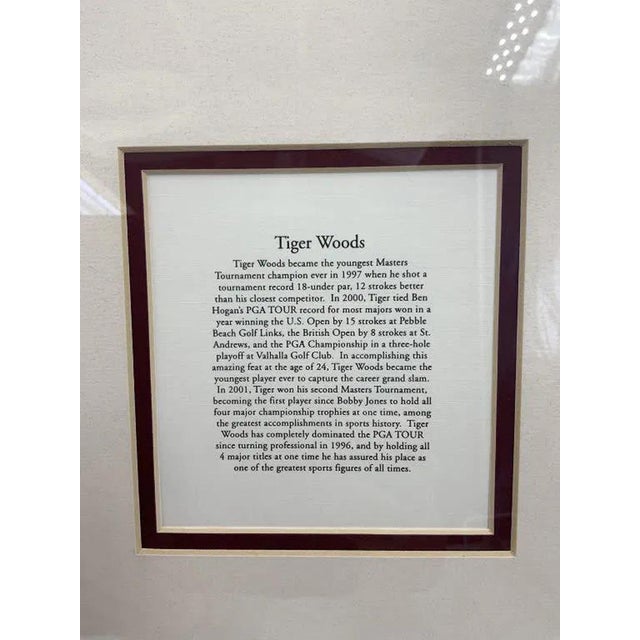 Tiger Woods
Tiger Woods became the youngest Masters
Tournament champion ever in 1997 when he shot a
tournament record 18-under par, 12 strokes better
than his closest competitor. In 2000, Tiger tied Ben
Hogan's PGA TOUR record for most majors won in a
year winning the U.S. Open by 15 strokes at Pebble
Beach Golf Links, the British Open by 8 strokes at St.
Andrews, and the PGA Championship in a three-hole
playoff at Valhalla Golf Club. In accomplishing this
amazing feat at the age of 24, Tiger Woods became the
youngest player ever to capture the career grand slam.
In 2001, Tiger won his second Masters Tournament,
becoming the first player since Bobby Jones to hold all
four major championship trophies at one time, among
the greatest accomplishments in sports history. Tiger
Woods has completely dominated the PGA TOUR
since turning professional in 1996, and by holding all
4 major titles at one time he has assured his place as
one of the greatest sports figures of all times.